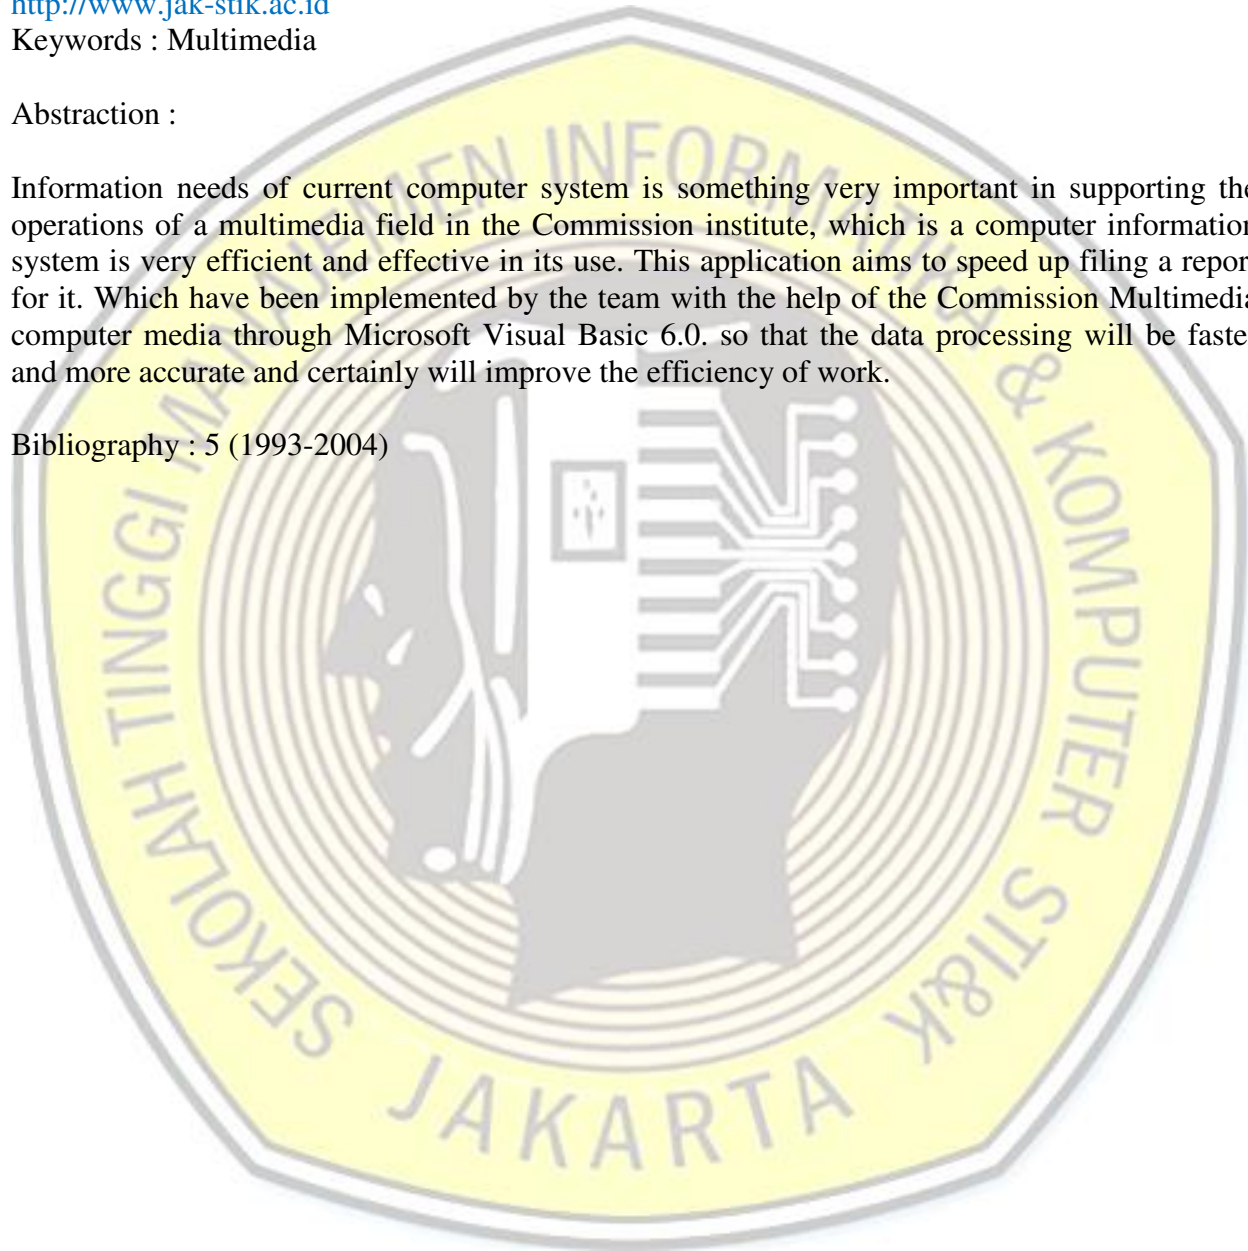 http://www.jak-stik.ac.id
Keywords : Multimedia
Abstraction :
Information needs of current computer system is something very important in supporting the
operations of a multimedia field in the Commission institute, which is a computer information
system is very efficient and effective in its use. This application aims to speed up filing a report
for it. Which have been implemented by the team with the help of the Commission Multimedia
computer media through Microsoft Visual Basic 6.0. so that the data processing will be faster
and more accurate and certainly will improve the efficiency of work.
Bibliography : 5 (1993-2004)
SEKOLAH TINGGI MANAJEMEN INFORMATIKA & KOMPUTER STI&K
JAKARTA